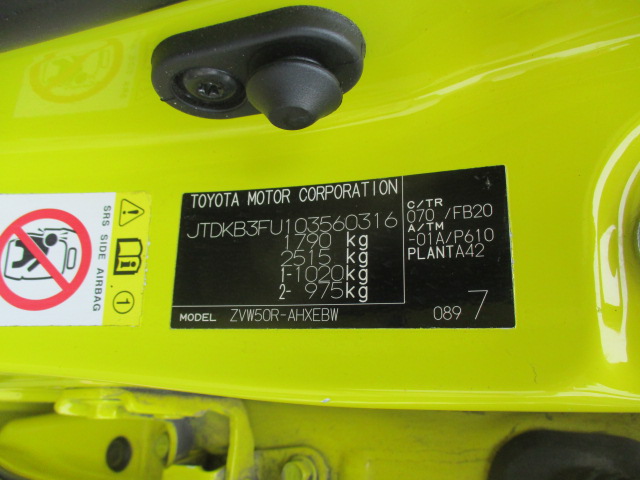 TOYOTA MOTOR CORPORATION
JTDKB3FU103560316
1790 kg
2515 kg
1-1020kg
2- 975kg
MODEL ZVW50R-AHXEBW
C/TR
070 /FB20
A/TM
-01A/P610
PLANTA42
089 7
SRS SIDE AIRBAG
1